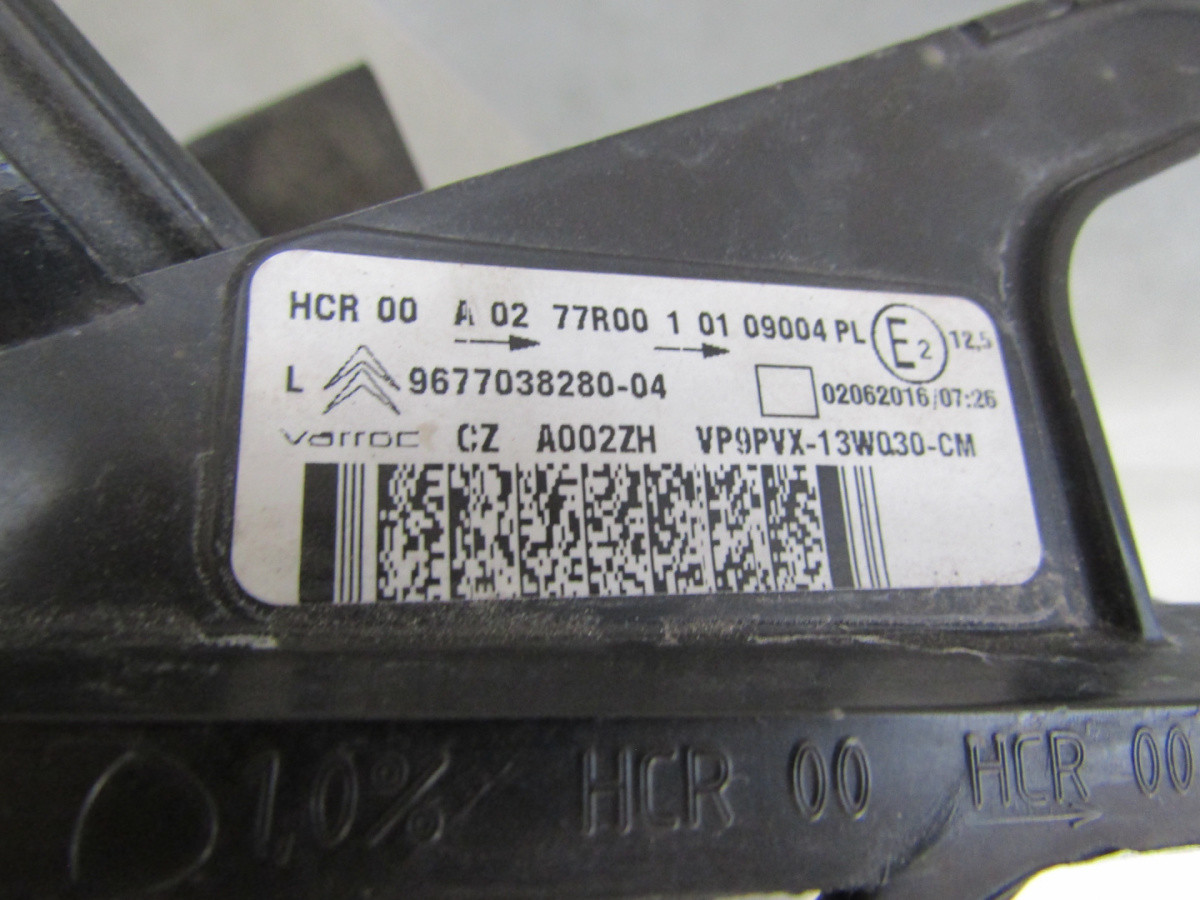 HCR 00 A 02 77R00 1 01 09004 PL E2 12,5
L 9677038280-04 02062016/07:26
varroc CZ A002ZH VP9PVX-13W030-CM
1,0% HCR 00 HCR 00